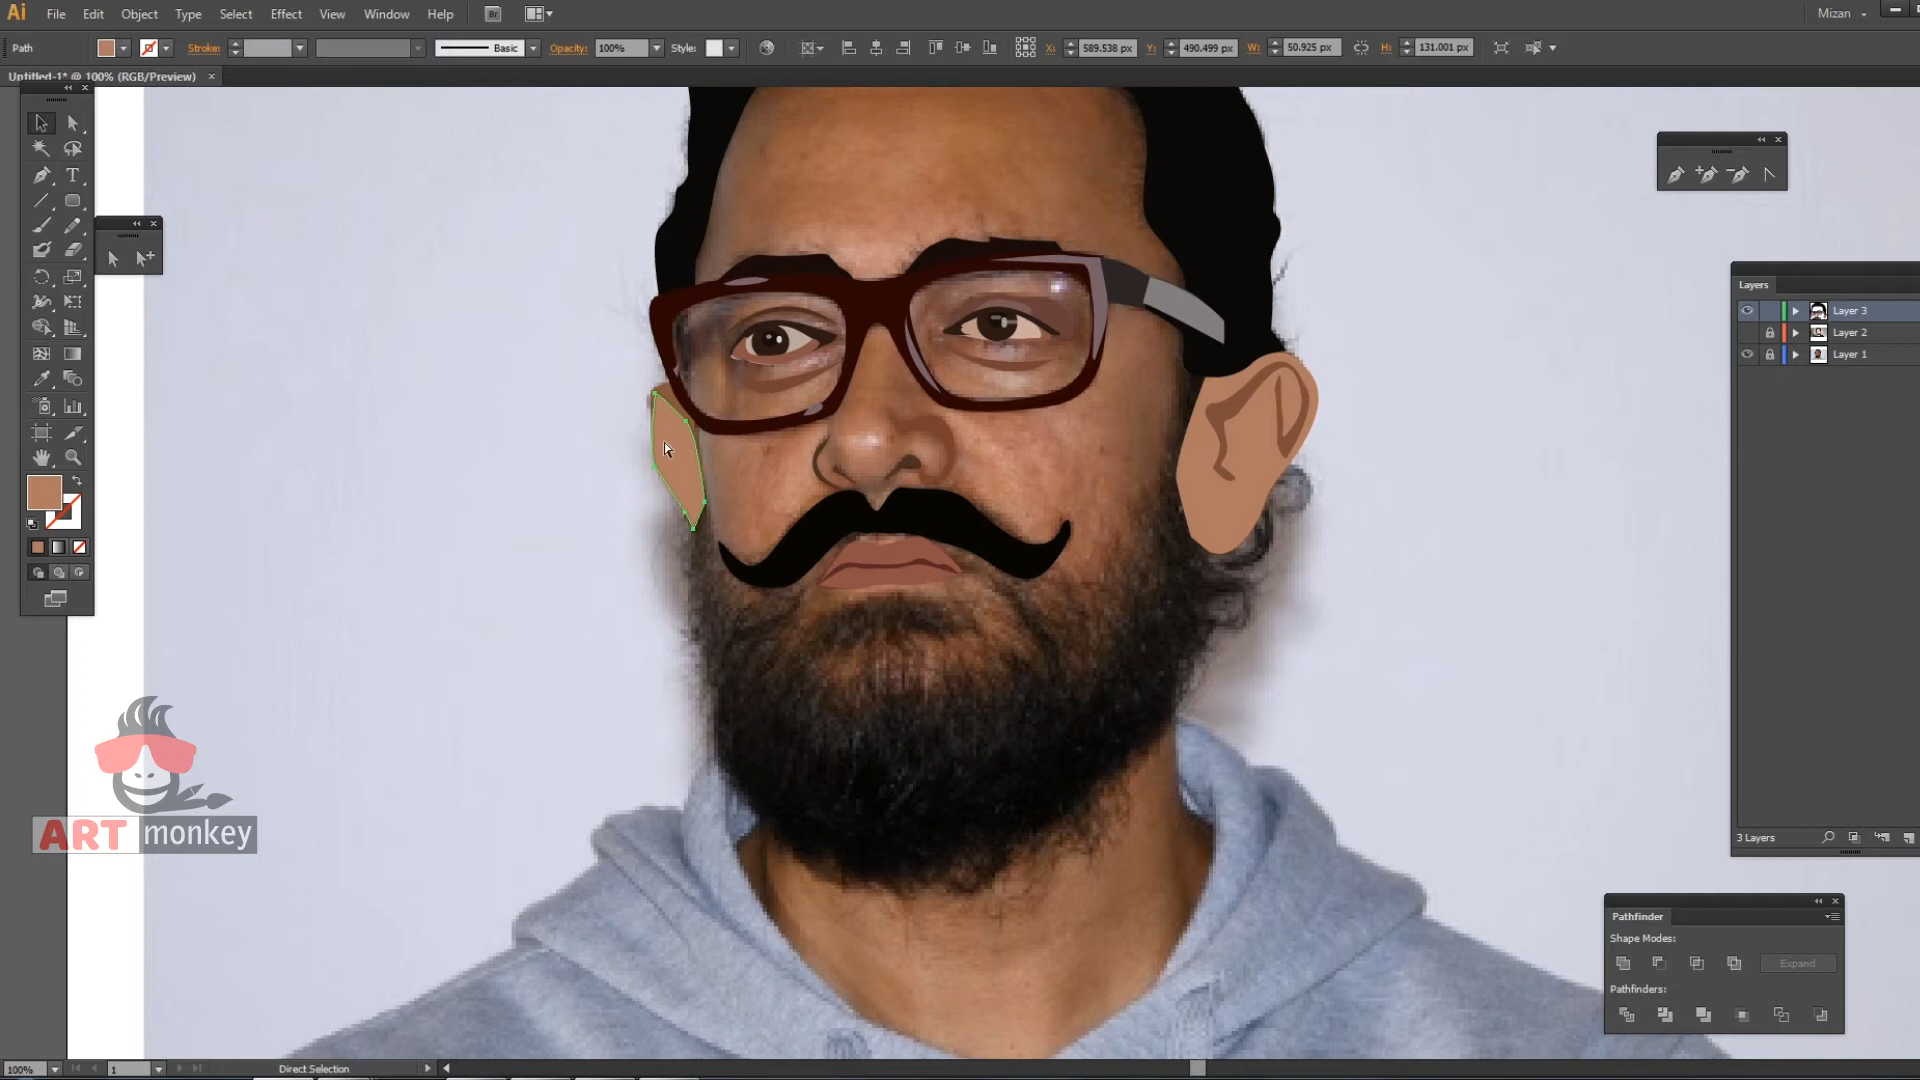 Ai File Edit Object Type Select Effect View Window Help Br Mizan
Path Stroke: Basic Opacity: 100% Style: X: 589.538 px Y: 490.499 px W: 50.925 px H: 131.001 px
Untitled-1* @ 100% (RGB/Preview)
T
Layers
Layer 3
Layer 2
Layer 1
3 Layers
ART monkey
Pathfinder
Shape Modes:
Expand
Pathfinders:
100% 1 Direct Selection